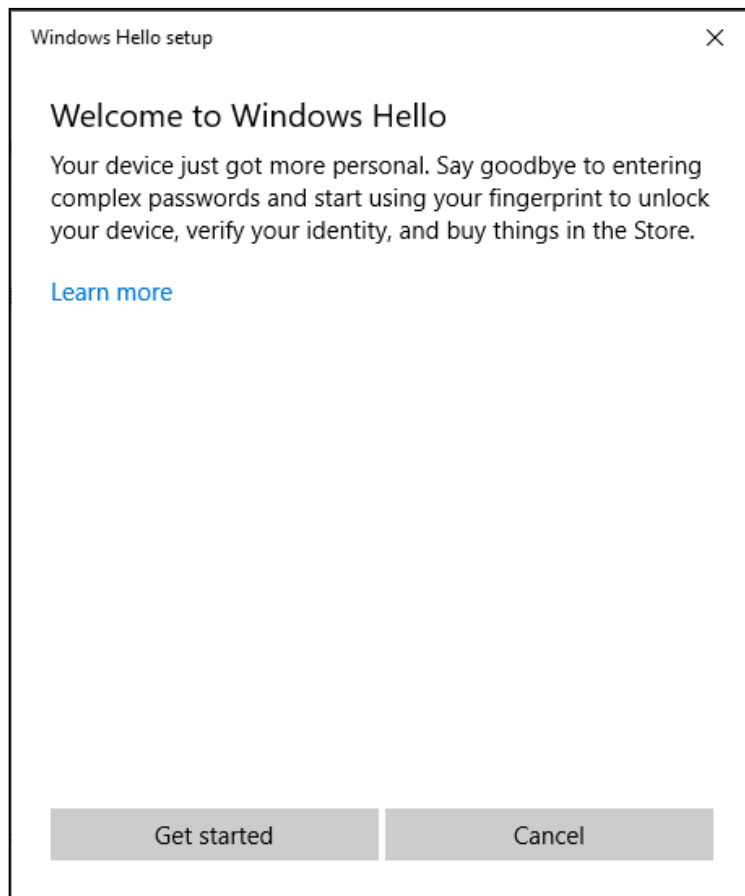 Windows Hello setup
Welcome to Windows Hello
Your device just got more personal. Say goodbye to entering
complex passwords and start using your fingerprint to unlock
your device, verify your identity, and buy things in the Store.
Learn more
Get started
Cancel